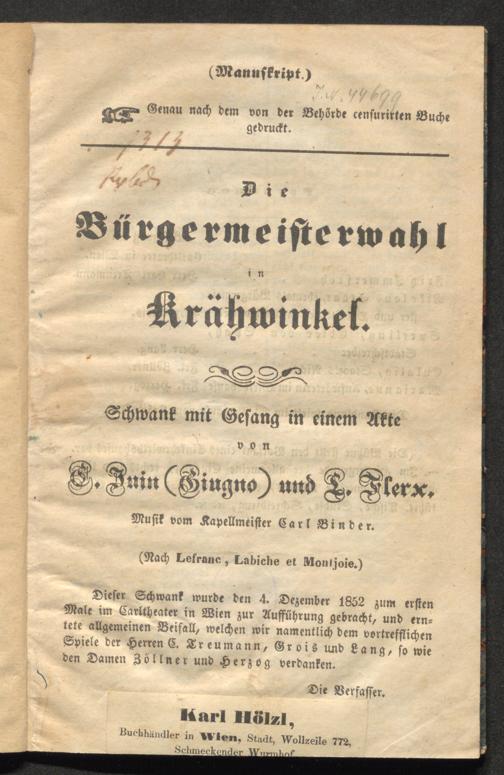 (Manuſkript.)
J.N. 44699
Genau nach dem von der Behörde cenſurirten Buche
gedruckt.
Die
Bürgermeiſterwahl
in
Krähwinkel.
Schwank mit Geſang in einem Akte
von
C. Juin (Giugno) und L. Flerx.
Muſik vom Kapellmeiſter Carl Binder.
(Nach Lefranc, Labiche et Montjoie.)
Dieſer Schwank wurde den 4. Dezember 1852 zum erſten
Male im Carltheater in Wien zur Aufführung gebracht, und ern-
tete allgemeinen Beifall, welchen wir namentlich dem vortrefflichen
Spiele der Herren C. Treumann, Grois und Lang, ſo wie
den Damen Zöllner und Herzog verdanken.
Die Verfaſſer.
Karl Hölzl,
Buchhändler in Wien, Stadt, Wollzeile 772,
Schmeckender Wurmhof